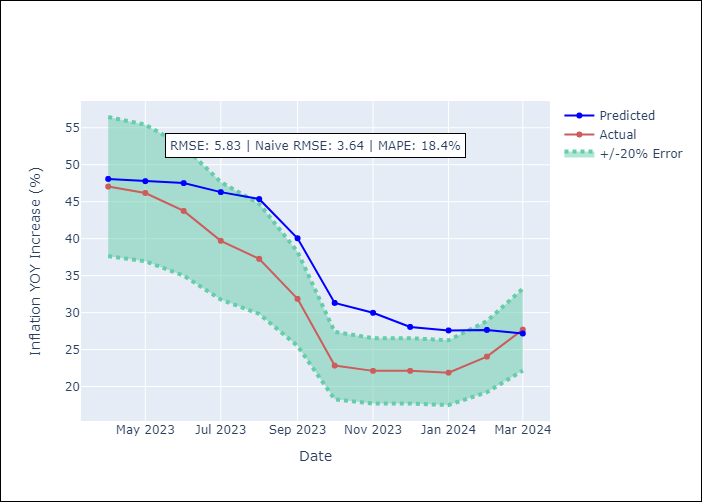 RMSE: 5.83 | Naive RMSE: 3.64 | MAPE: 18.4%
Predicted
Actual
+/-20% Error
Inflation YOY Increase (%)
55
50
45
40
35
30
25
20
May 2023
Jul 2023
Sep 2023
Nov 2023
Jan 2024
Mar 2024
Date